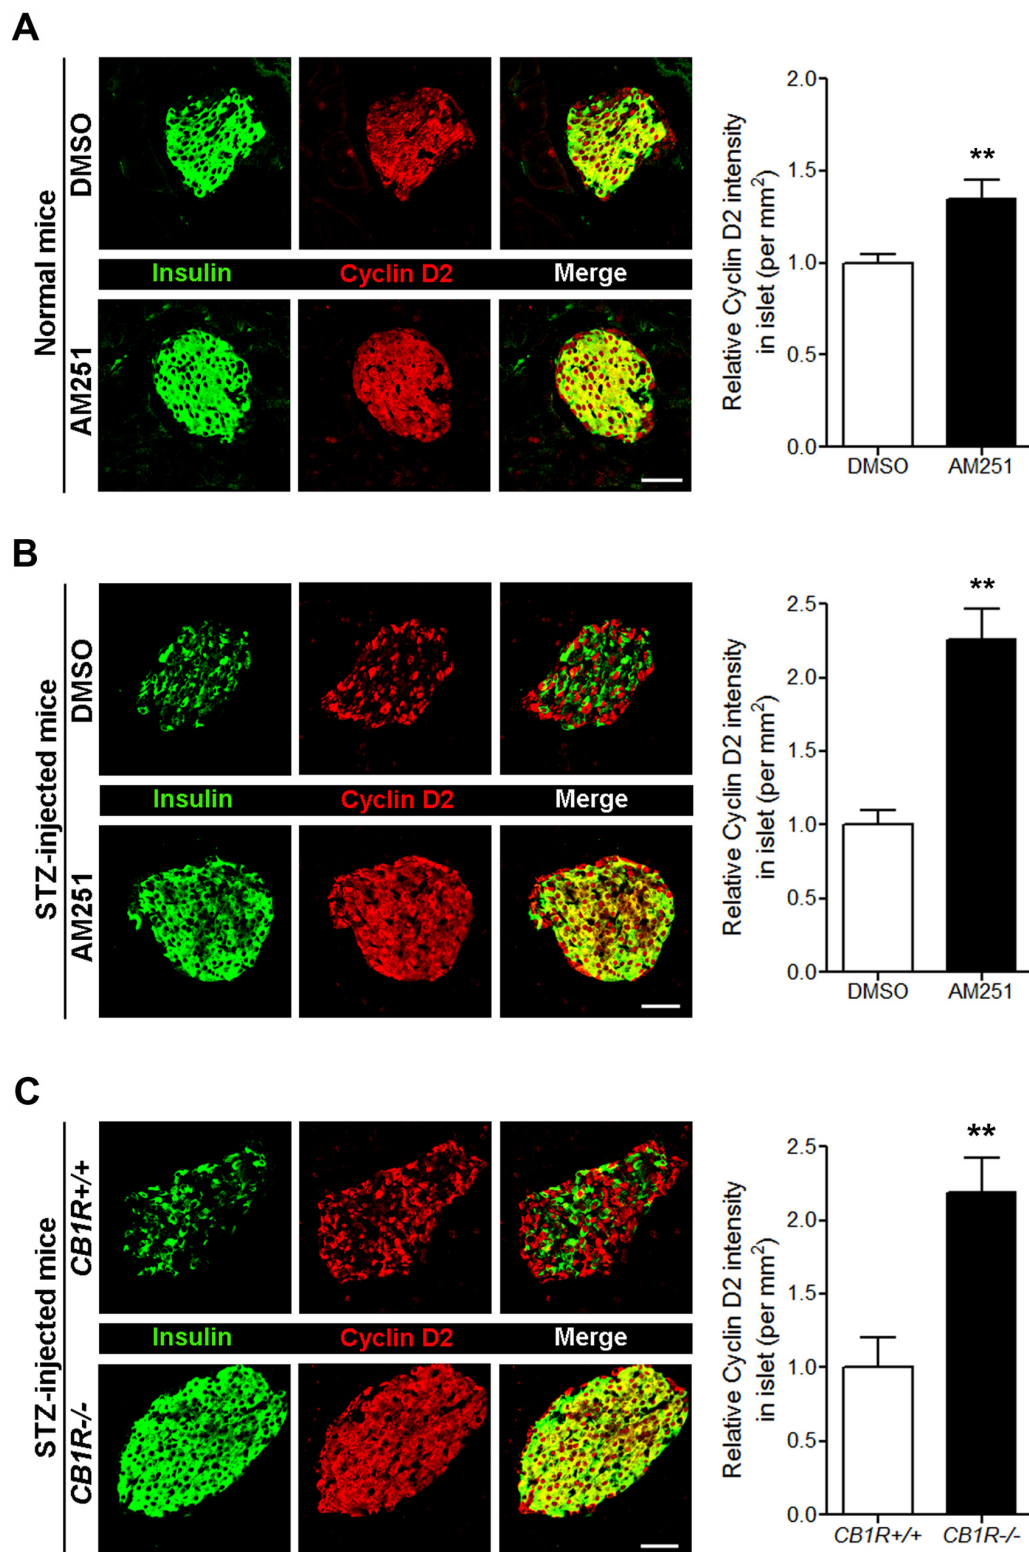 A
Normal mice
DMSO
Insulin Cyclin D2 Merge
AM251
Relative Cyclin D2 intensity
in islet (per mm²)
2.0
1.5
1.0
0.5
0.0
**
DMSO AM251
B
STZ-injected mice
DMSO
Insulin Cyclin D2 Merge
AM251
Relative Cyclin D2 intensity
in islet (per mm²)
2.5
2.0
1.5
1.0
0.5
0.0
**
DMSO AM251
C
STZ-injected mice
CB1R+/+
Insulin Cyclin D2 Merge
CB1R-/-
Relative Cyclin D2 intensity
in islet (per mm²)
2.5
2.0
1.5
1.0
0.5
0.0
**
CB1R+/+ CB1R-/-